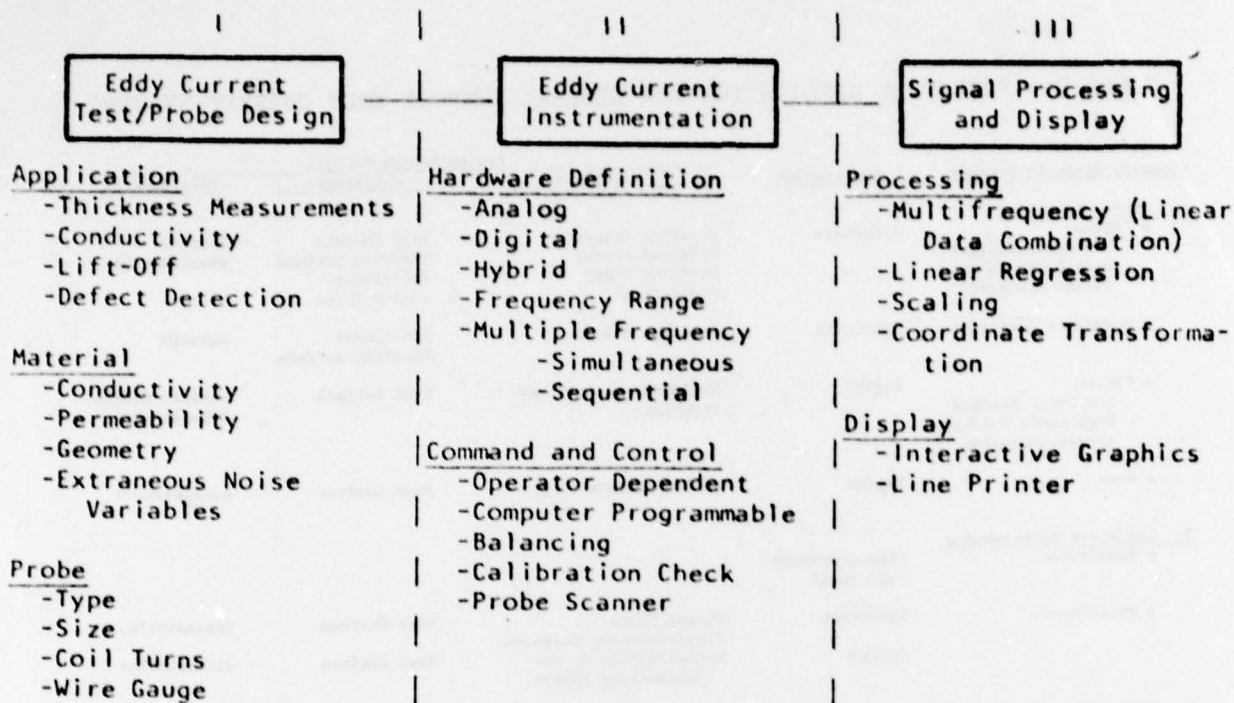 I
Eddy Current
Test/Probe Design
Application
-Thickness Measurements
-Conductivity
-Lift-Off
-Defect Detection
Material
-Conductivity
-Permeability
-Geometry
-Extraneous Noise
Variables
Probe
-Type
-Size
-Coil Turns
-Wire Gauge
II
Eddy Current
Instrumentation
Hardware Definition
-Analog
-Digital
-Hybrid
-Frequency Range
-Multiple Frequency
-Simultaneous
-Sequential
Command and Control
-Operator Dependent
-Computer Programmable
-Balancing
-Calibration Check
-Probe Scanner
III
Signal Processing
and Display
Processing
-Multifrequency (Linear
Data Combination)
-Linear Regression
-Scaling
-Coordinate Transforma-
tion
Display
-Interactive Graphics
-Line Printer